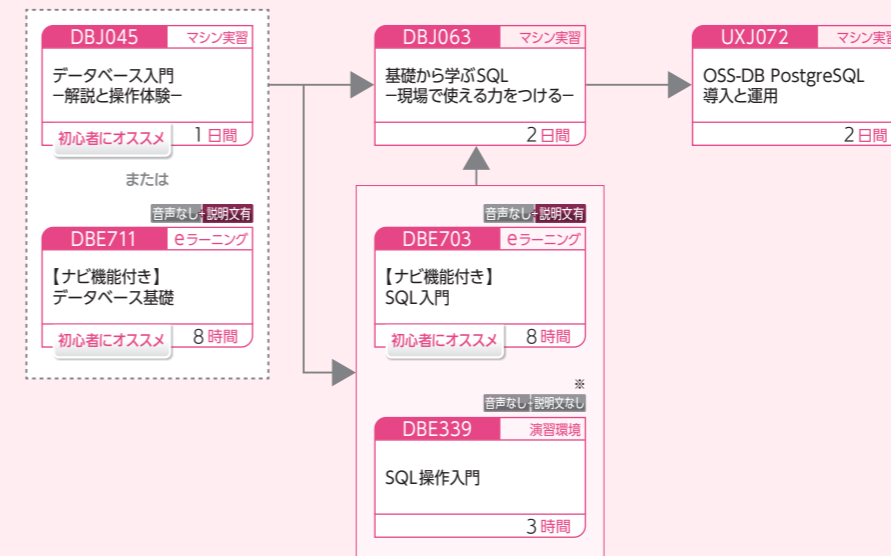 DBJ045 マシン実習
データベース入門
−解説と操作体験−
初心者にオススメ 1日間
または
音声なし+説明文有
DBE711 eラーニング
【ナビ機能付き】
データベース基礎
初心者にオススメ 8時間
DBJ063 マシン実習
基礎から学ぶSQL
−現場で使える力をつける−
2日間
音声なし+説明文有
DBE703 eラーニング
【ナビ機能付き】
SQL入門
初心者にオススメ 8時間
※
音声なし+説明文なし
DBE339 演習環境
SQL操作入門
3時間
UXJ072 マシン実習
OSS-DB PostgreSQL
導入と運用
2日間